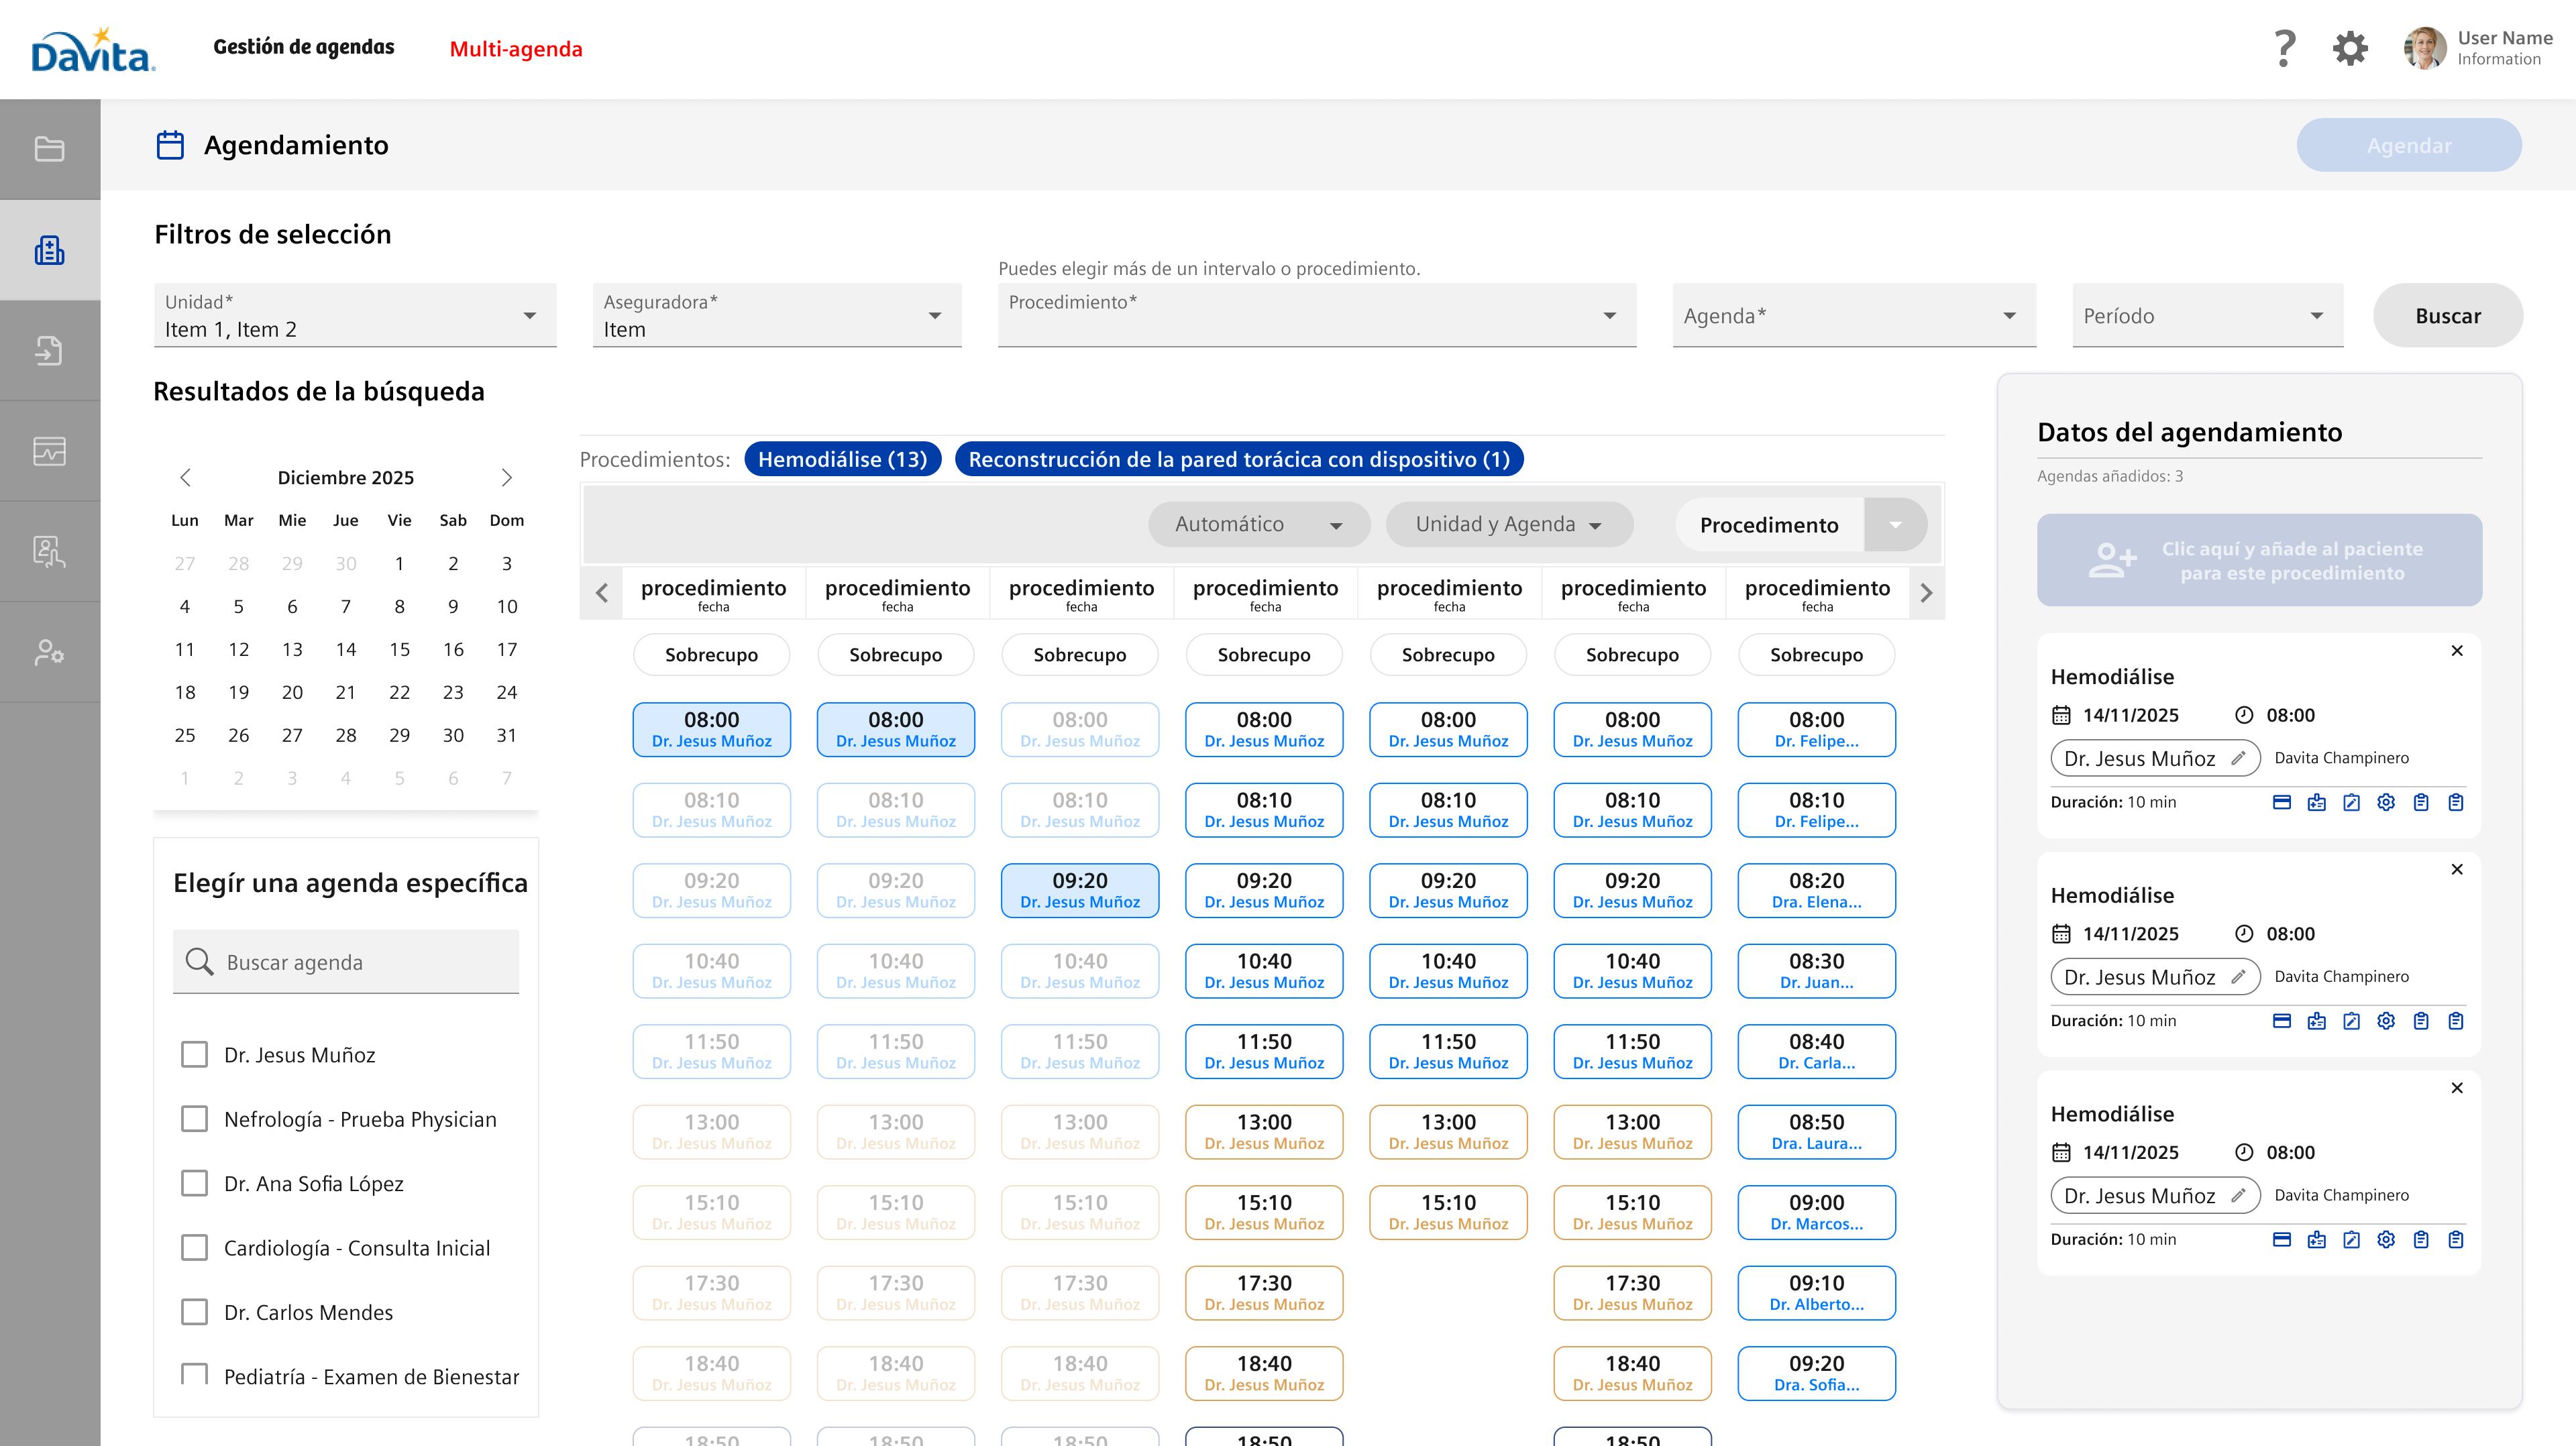 DaVita.
Gestión de agendas
Multi-agenda
User Name
Information
Agendamiento
Agendar
Filtros de selección
Puedes elegir más de un intervalo o procedimiento.
Unidad*
Item 1, Item 2
Aseguradora*
Item
Procedimiento*
Agenda*
Período
Buscar
Resultados de la búsqueda
Diciembre 2025
Lun Mar Mie Jue Vie Sab Dom
27 28 29 30 1 2 3
4 5 6 7 8 9 10
11 12 13 14 15 16 17
18 19 20 21 22 23 24
25 26 27 28 29 30 31
1 2 3 4 5 6 7
Elegír una agenda específica
Buscar agenda
Dr. Jesus Muñoz
Nefrología - Prueba Physician
Dr. Ana Sofia López
Cardiología - Consulta Inicial
Dr. Carlos Mendes
Pediatría - Examen de Bienestar
Procedimientos: Hemodiálise (13) Reconstrucción de la pared torácica con dispositivo (1)
Automático Unidad y Agenda Procedimento
procedimiento procedimiento procedimiento procedimiento procedimiento procedimiento procedimiento
fecha fecha fecha fecha fecha fecha fecha
Sobrecupo Sobrecupo Sobrecupo Sobrecupo Sobrecupo Sobrecupo Sobrecupo
08:00 08:00 08:00 08:00 08:00 08:00 08:00
Dr. Jesus Muñoz Dr. Jesus Muñoz Dr. Jesus Muñoz Dr. Jesus Muñoz Dr. Jesus Muñoz Dr. Jesus Muñoz Dr. Felipe...
08:10 08:10 08:10 08:10 08:10 08:10 08:10
Dr. Jesus Muñoz Dr. Jesus Muñoz Dr. Jesus Muñoz Dr. Jesus Muñoz Dr. Jesus Muñoz Dr. Jesus Muñoz Dr. Felipe...
09:20 09:20 09:20 09:20 09:20 09:20 08:20
Dr. Jesus Muñoz Dr. Jesus Muñoz Dr. Jesus Muñoz Dr. Jesus Muñoz Dr. Jesus Muñoz Dr. Jesus Muñoz Dra. Elena...
10:40 10:40 10:40 10:40 10:40 10:40 08:30
Dr. Jesus Muñoz Dr. Jesus Muñoz Dr. Jesus Muñoz Dr. Jesus Muñoz Dr. Jesus Muñoz Dr. Jesus Muñoz Dr. Juan...
11:50 11:50 11:50 11:50 11:50 11:50 08:40
Dr. Jesus Muñoz Dr. Jesus Muñoz Dr. Jesus Muñoz Dr. Jesus Muñoz Dr. Jesus Muñoz Dr. Jesus Muñoz Dr. Carla...
13:00 13:00 13:00 13:00 13:00 13:00 08:50
Dr. Jesus Muñoz Dr. Jesus Muñoz Dr. Jesus Muñoz Dr. Jesus Muñoz Dr. Jesus Muñoz Dr. Jesus Muñoz Dra. Laura...
15:10 15:10 15:10 15:10 15:10 15:10 09:00
Dr. Jesus Muñoz Dr. Jesus Muñoz Dr. Jesus Muñoz Dr. Jesus Muñoz Dr. Jesus Muñoz Dr. Jesus Muñoz Dr. Marcos...
17:30 17:30 17:30 17:30 17:30 09:10
Dr. Jesus Muñoz Dr. Jesus Muñoz Dr. Jesus Muñoz Dr. Jesus Muñoz Dr. Jesus Muñoz Dr. Alberto...
18:40 18:40 18:40 18:40 18:40 09:20
Dr. Jesus Muñoz Dr. Jesus Muñoz Dr. Jesus Muñoz Dr. Jesus Muñoz Dr. Jesus Muñoz Dra. Sofia...
18:50 18:50 18:50 18:50 18:50
Datos del agendamiento
Agendas añadidos: 3
Clic aquí y añade al paciente
para este procedimiento
Hemodiálise
14/11/2025 08:00
Dr. Jesus Muñoz Davita Champinero
Duración: 10 min
Hemodiálise
14/11/2025 08:00
Dr. Jesus Muñoz Davita Champinero
Duración: 10 min
Hemodiálise
14/11/2025 08:00
Dr. Jesus Muñoz Davita Champinero
Duración: 10 min